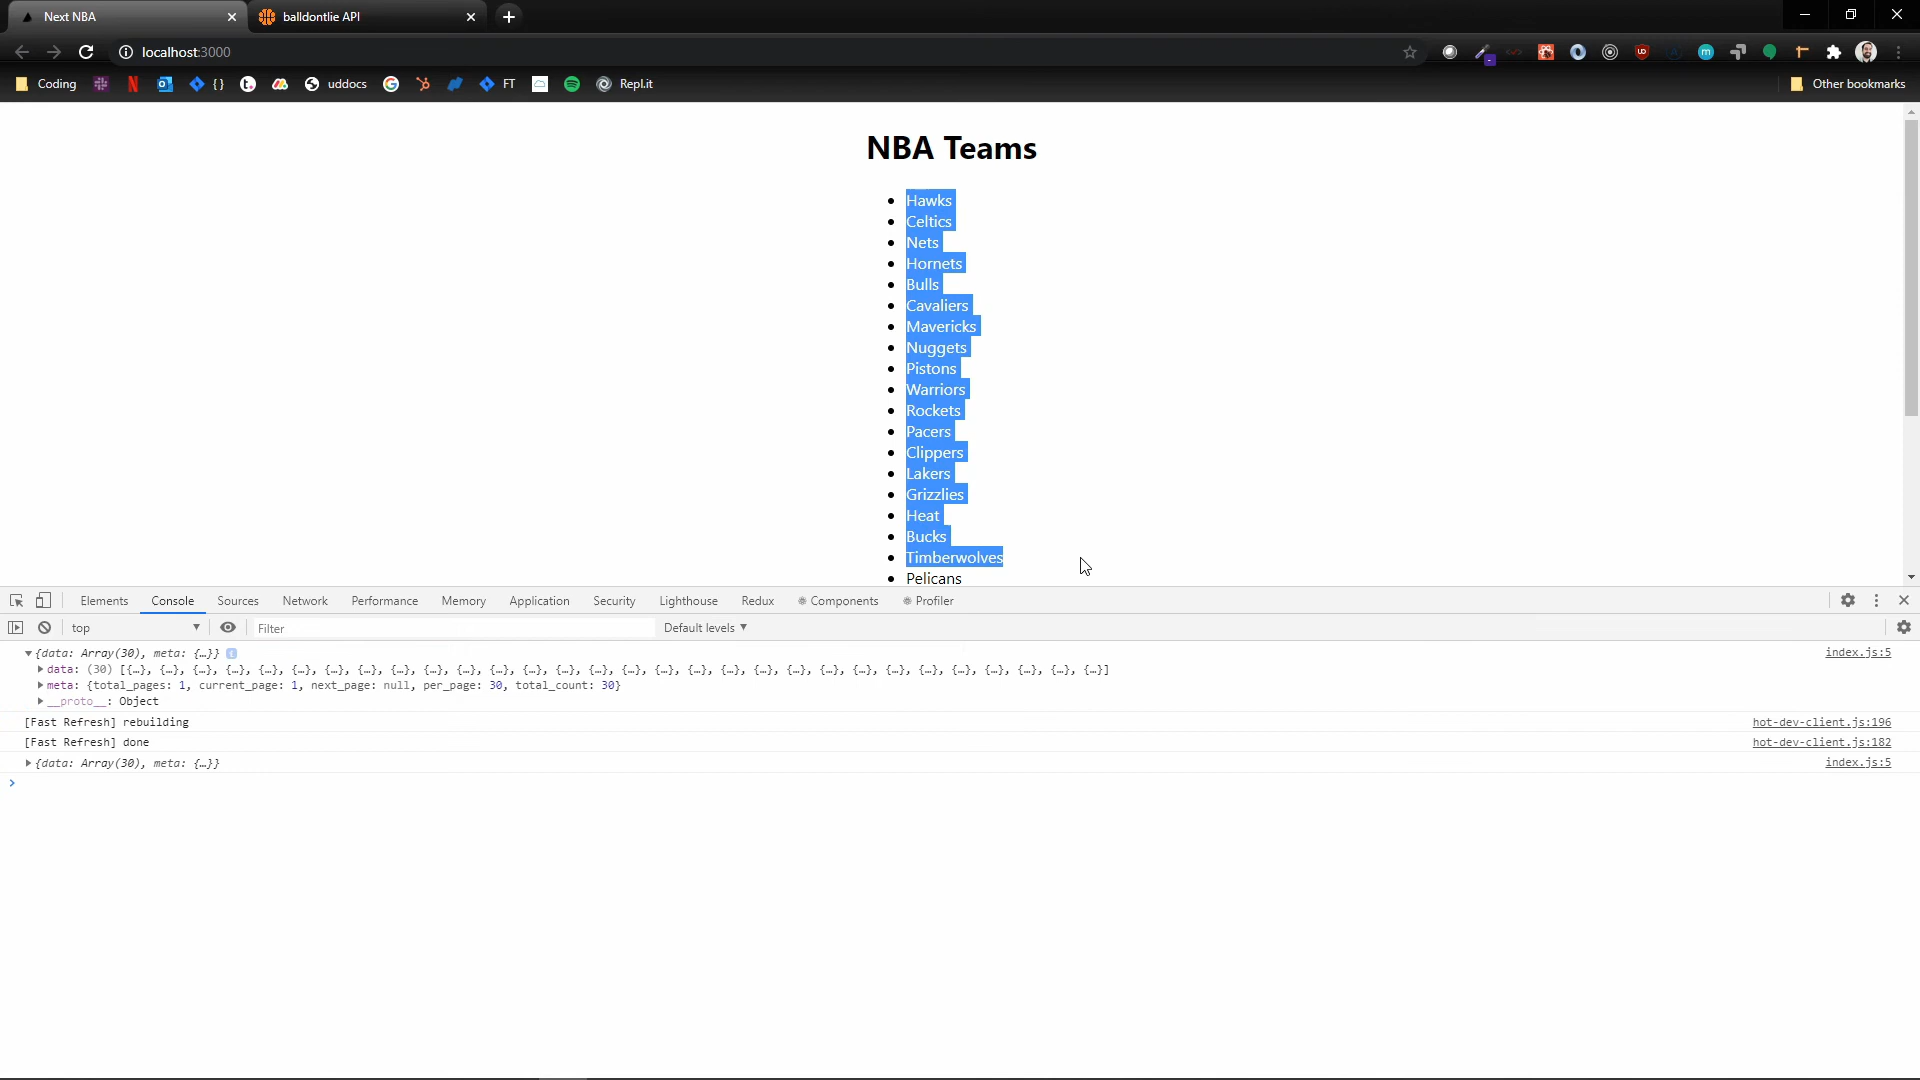 Next NBA
balldontlie API
localhost:3000
Coding
{ }
uddocs
FT
Repl.it
Other bookmarks
NBA Teams
Hawks
Celtics
Nets
Hornets
Bulls
Cavaliers
Mavericks
Nuggets
Pistons
Warriors
Rockets
Pacers
Clippers
Lakers
Grizzlies
Heat
Bucks
Timberwolves
Pelicans
Elements Console Sources Network Performance Memory Application Security Lighthouse Redux Components Profiler
top Filter Default levels
{data: Array(30), meta: {…}} index.js:5
data: (30) [{…}, {…}, {…}, {…}, {…}, {…}, {…}, {…}, {…}, {…}, {…}, {…}, {…}, {…}, {…}, {…}, {…}, {…}, {…}, {…}, {…}, {…}, {…}, {…}, {…}, {…}, {…}, {…}, {…}, {…}]
meta: {total_pages: 1, current_page: 1, next_page: null, per_page: 30, total_count: 30}
__proto__: Object
[Fast Refresh] rebuilding hot-dev-client.js:196
[Fast Refresh] done hot-dev-client.js:182
{data: Array(30), meta: {…}} index.js:5